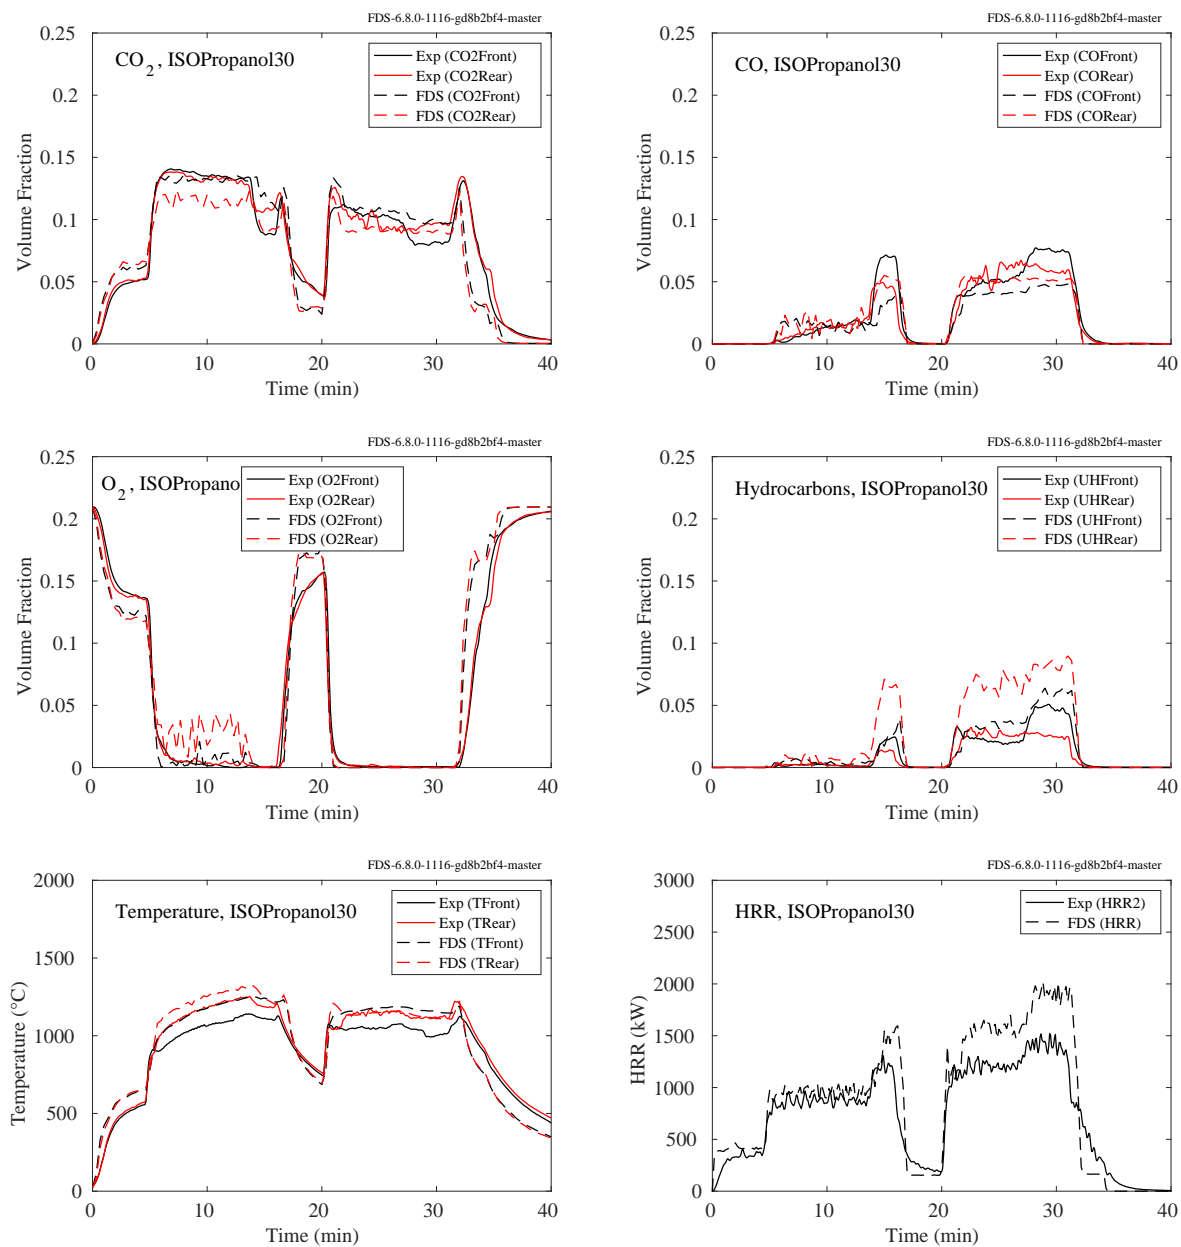 FDS-6.8.0-1116-gd8b2bf4-master
CO2, ISOPropanol30
Exp (CO2Front)
Exp (CO2Rear)
FDS (CO2Front)
FDS (CO2Rear)
0.25
0.2
0.15
0.1
0.05
0
Volume Fraction
0 10 20 30 40
Time (min)
FDS-6.8.0-1116-gd8b2bf4-master
CO, ISOPropanol30
Exp (COFront)
Exp (CORear)
FDS (COFront)
FDS (CORear)
0.25
0.2
0.15
0.1
0.05
0
Volume Fraction
0 10 20 30 40
Time (min)
FDS-6.8.0-1116-gd8b2bf4-master
O2, ISOPropano
Exp (O2Front)
Exp (O2Rear)
FDS (O2Front)
FDS (O2Rear)
0.25
0.2
0.15
0.1
0.05
0
Volume Fraction
0 10 20 30 40
Time (min)
FDS-6.8.0-1116-gd8b2bf4-master
Hydrocarbons, ISOPropanol30
Exp (UHFront)
Exp (UHRear)
FDS (UHFront)
FDS (UHRear)
0.25
0.2
0.15
0.1
0.05
0
Volume Fraction
0 10 20 30 40
Time (min)
FDS-6.8.0-1116-gd8b2bf4-master
Temperature, ISOPropanol30
Exp (TFront)
Exp (TRear)
FDS (TFront)
FDS (TRear)
2000
1500
1000
500
0
Temperature (°C)
0 10 20 30 40
Time (min)
FDS-6.8.0-1116-gd8b2bf4-master
HRR, ISOPropanol30
Exp (HRR2)
FDS (HRR)
3000
2500
2000
1500
1000
500
0
HRR (kW)
0 10 20 30 40
Time (min)